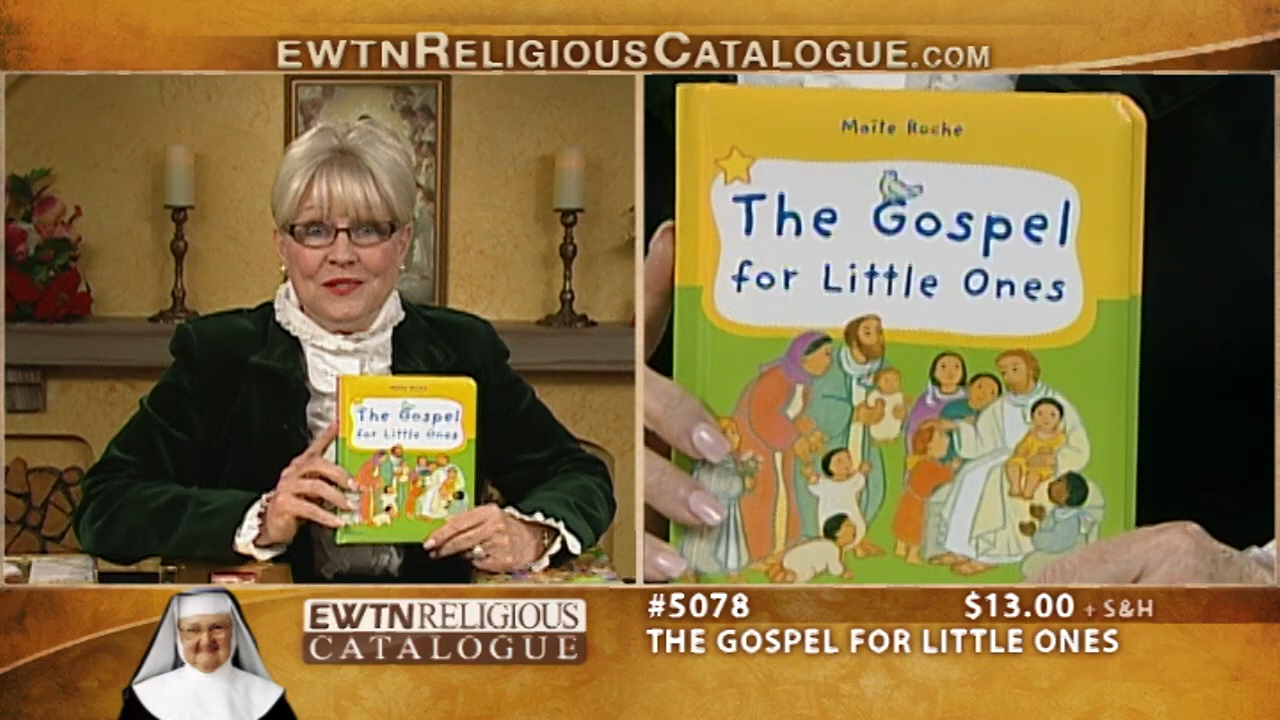 EWTNRELIGIOUSCATALOGUE.COM
Maïte Roche
The Gospel
for Little Ones
The Gospel
for Little Ones
EWTNRELIGIOUS
CATALOGUE
#5078 $13.00 + S&H
THE GOSPEL FOR LITTLE ONES